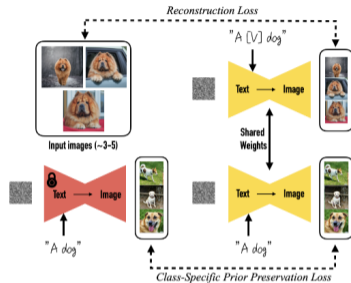 Reconstruction Loss
"A [V] dog"
Text
Image
Input images (~3-5)
Shared
Weights
Text
Image
Text
Image
"A dog"
"A dog"
Class-Specific Prior Preservation Loss